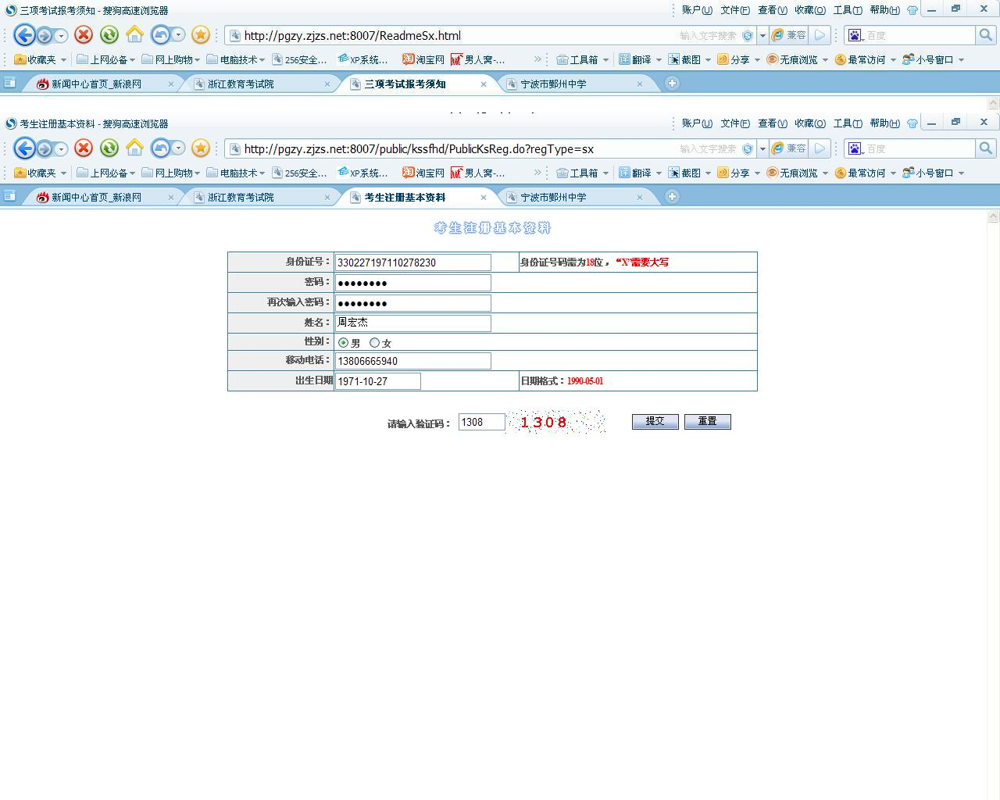 三项考试报考须知 - 搜狗高速浏览器 账户(U) 文件(F) 查看(V) 收藏(O) 工具(T) 帮助(H)
http://pgzy.zjzs.net:8007/ReadmeSx.html 输入文字搜索 兼容 百度
收藏夹 上网必备 网上购物 电脑技术 256安全... XP系统... 淘宝网 男人窝-... » 工具箱 翻译 截图 分享 无痕浏览 最常访问 小号窗口
新闻中心首页_新浪网 浙江教育考试院 三项考试报考须知 宁波市鄞州中学
考生注册基本资料 - 搜狗高速浏览器 账户(U) 文件(F) 查看(V) 收藏(O) 工具(T) 帮助(H)
http://pgzy.zjzs.net:8007/public/kssfhd/PublicKsReg.do?regType=sx 输入文字搜索 兼容 百度
收藏夹 上网必备 网上购物 电脑技术 256安全... XP系统... 淘宝网 男人窝-... » 工具箱 翻译 截图 分享 无痕浏览 最常访问 小号窗口
新闻中心首页_新浪网 浙江教育考试院 考生注册基本资料 宁波市鄞州中学
考生注册基本资料
身份证号： 330227197110278230 身份证号码需为18位，“X”需要大写
密码： ●●●●●●●●
再次输入密码： ●●●●●●●●
姓名： 周宏杰
性别： 男 女
移动电话： 13806665940
出生日期 1971-10-27 日期格式：1990-05-01
请输入验证码： 1308 1308 提交 重置